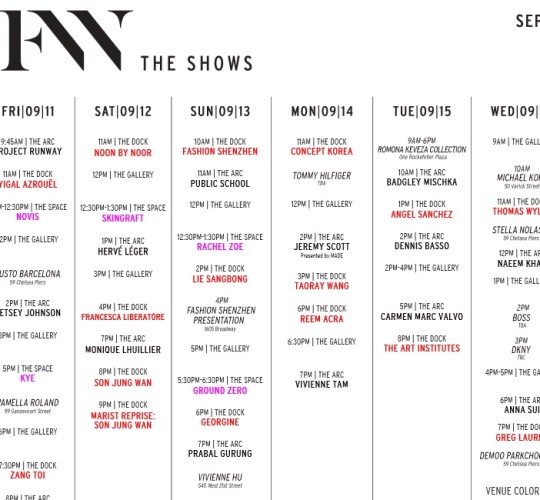 FW THE SHOWS
SEP
FRI|09|11
9:45AM | THE ARC
PROJECT RUNWAY
11AM | THE DOCK
YIGAL AZROUËL
THE SPACE
NOVIS
2PM | THE GALLERY
CUSTO BARCELONA
59 Chelsea Piers
2PM | THE ARC
BETSEY JOHNSON
3PM | THE GALLERY
5PM | THE SPACE
KYE
PAMELLA ROLAND
99 Gansevoort Street
6PM | THE GALLERY
7:30PM | THE DOCK
ZANG TOI
8PM | THE ARC
SAT|09|12
11AM | THE DOCK
NOON BY NOOR
12PM | THE GALLERY
12:30PM-1:30PM | THE SPACE
SKINGRAFT
1PM | THE ARC
HERVÉ LÉGER
3PM | THE GALLERY
4PM | THE DOCK
FRANCESCA LIBERATORE
7PM | THE ARC
MONIQUE LHUILLIER
8PM | THE DOCK
SON JUNG WAN
9PM | THE DOCK
MARIST REPRISE:
SON JUNG WAN
SUN|09|13
10AM | THE DOCK
FASHION SHENZHEN
11AM | THE ARC
PUBLIC SCHOOL
12PM | THE GALLERY
12:30PM-1:30PM | THE SPACE
RACHEL ZOE
2PM | THE DOCK
LIE SANGBONG
4PM
FASHION SHENZHEN
PRESENTATION
1605 Broadway
5PM | THE GALLERY
5:30PM-6:30PM | THE SPACE
GROUND ZERO
6PM | THE DOCK
GEORGINE
7PM | THE ARC
PRABAL GURUNG
VIVIENNE HU
548 West 21st Street
MON|09|14
11AM | THE DOCK
CONCEPT KOREA
TOMMY HILFIGER
TBA
12PM | THE GALLERY
2PM | THE ARC
JEREMY SCOTT
Presented by MADE
3PM | THE DOCK
TAORAY WANG
6PM | THE DOCK
REEM ACRA
6:30PM | THE GALLERY
7PM | THE ARC
VIVIENNE TAM
TUE|09|15
9AM-6PM
ROMONA KEVEZA COLLECTION
One Rockefeller Plaza
10AM | THE ARC
BADGLEY MISCHKA
1PM | THE DOCK
ANGEL SANCHEZ
2PM | THE ARC
DENNIS BASSO
2PM-4PM | THE GALLERY
5PM | THE ARC
CARMEN MARC VALVO
8PM | THE DOCK
THE ART INSTITUTES
WED|09|
9AM | THE GALL
10AM
MICHAEL KOR
50 Varick Street
11AM | THE DO
THOMAS WYL
STELLA NOLAS
59 Chelsea Piers
12PM | THE AR
NAEEM KHA
1PM | THE GAL
2PM
BOSS
TBA
3PM
DKNY
TBC
4PM-5PM | THE GA
6PM | THE AR
ANNA SUI
7PM | THE DO
GREG LAURE
DEMOO PARKCHOO
59 Chelsea Piers
VENUE COLOR